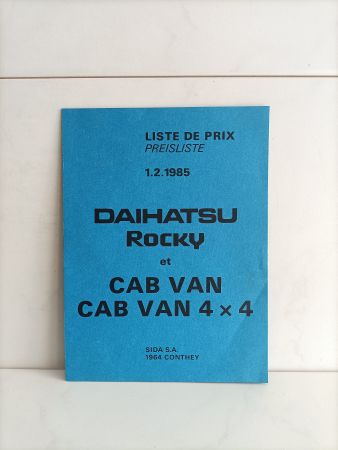 LISTE DE PRIX
PREISLISTE
1.2.1985
DAIHATSU
Rocky
et
CAB VAN
CAB VAN 4 × 4
SIDA S.A.
1964 CONTHEY